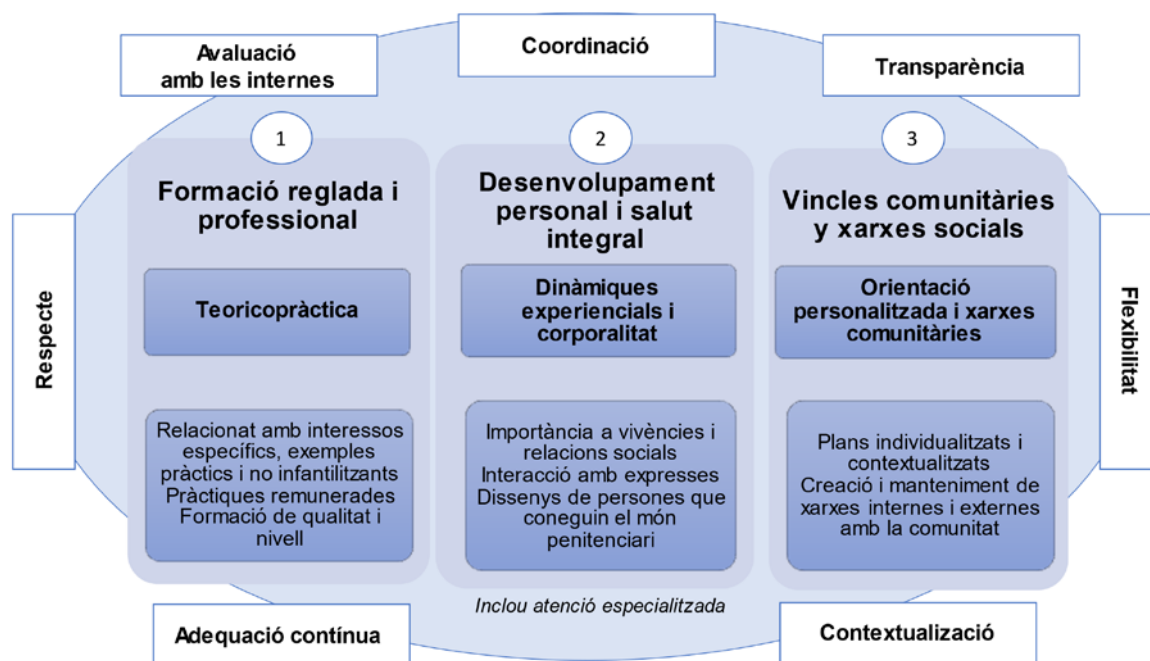 Avaluació
amb les internes
Coordinació
Transparència
Respecte
Flexibilitat
1
Formació reglada i
professional
Teoricopràctica
Relacionat amb interessos
específics, exemples
pràctics i no infantilitzants
Pràctiques remunerades
Formació de qualitat i
nivell
2
Desenvolupament
personal i salut
integral
Dinàmiques
experiencials i
corporalitat
Importància a vivències i
relacions socials
Interacció amb expreses
Dissenys de persones que
coneguin el món
penitenciari
Inclou atenció especialitzada
3
Vincles comunitàries
y xarxes socials
Orientació
personalitzada i xarxes
comunitàries
Plans individualitzats i
contextualitzats
Creació i manteniment de
xarxes internes i externes
amb la comunitat
Adequació contínua
Contextualizació